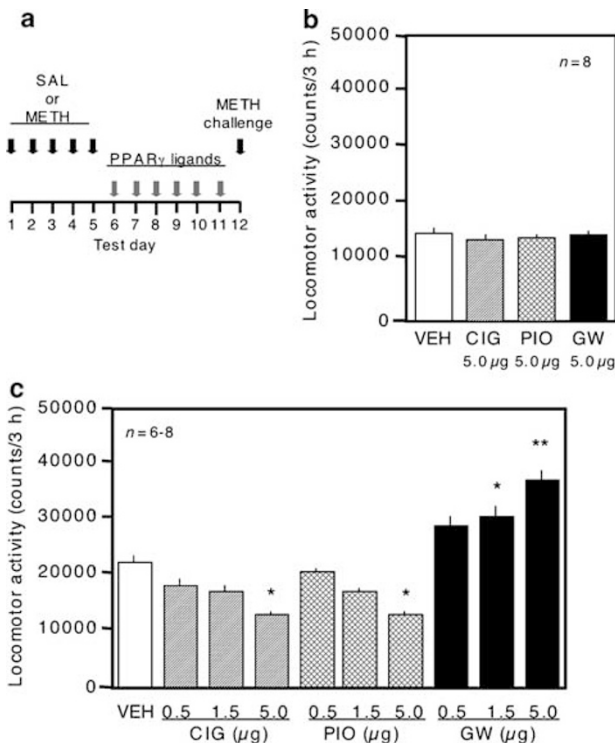 a
SAL
or
METH
METH
challenge
PPARγ ligands
1 2 3 4 5 6 7 8 9 10 11 12
Test day
b
Locomotor activity (counts/3 h)
50000
40000
30000
20000
10000
0
n=8
VEH CIG PIO GW
5.0 μg 5.0 μg 5.0 μg
c
Locomotor activity (counts/3 h)
50000
40000
30000
20000
10000
0
n=6-8
* * * **
VEH 0.5 1.5 5.0 0.5 1.5 5.0 0.5 1.5 5.0
CIG (μg) PIO (μg) GW (μg)